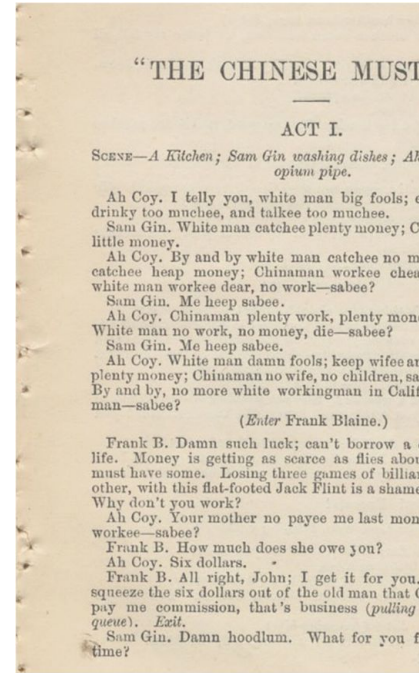 "THE CHINESE MUST
ACT I.
SCENE—A Kitchen; Sam Gin washing dishes; Ah
opium pipe.
Ah Coy. I telly you, white man big fools; e
drinky too muchee, and talkee too muchee.
Sam Gin. White man catchee plenty money; C
little money.
Ah Coy. By and by white man catchee no m
catchee heap money; Chinaman workee chea
white man workee dear, no work—sabee?
Sam Gin. Me heep sabee.
Ah Coy. Chinaman plenty work, plenty mon
White man no work, no money, die—sabee?
Sam Gin. Me heep sabee.
Ah Coy. White man damn fools; keep wifee an
plenty money; Chinaman no wife, no children, sa
By and by, no more white workingman in Calif
man—sabee?
(Enter Frank Blaine.)
Frank B. Damn such luck; can't borrow a
life. Money is getting as scarce as flies abou
must have some. Losing three games of billiar
other, with this flat-footed Jack Flint is a shame
Why don't you work?
Ah Coy. Your mother no payee me last mon
workee—sabee?
Frank B. How much does she owe you?
Ah Coy. Six dollars.
Frank B. All right, John; I get it for you.
squeeze the six dollars out of the old man that C
pay me commission, that's business (pulling
queue). Exit.
Sam Gin. Damn hoodlum. What for you f
time?